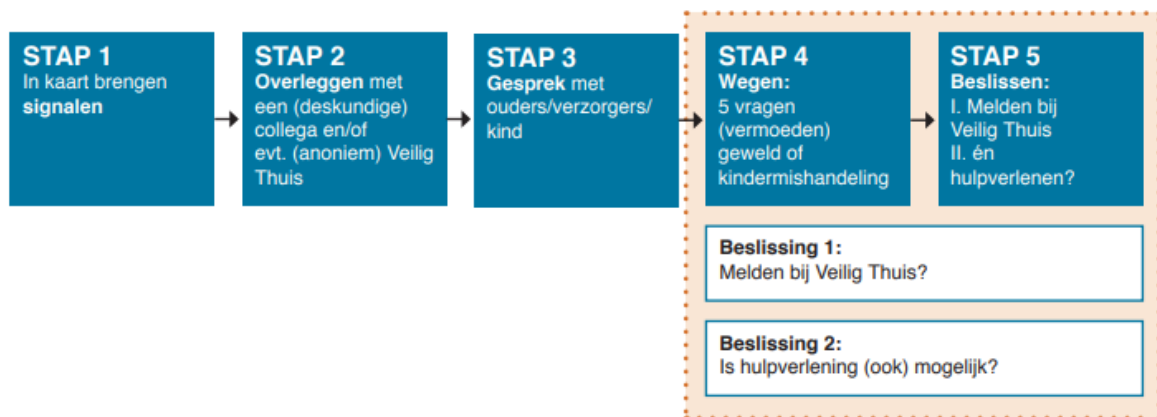 STAP 1
In kaart brengen
signalen
STAP 2
Overleggen met
een (deskundige)
collega en/of
evt. (anoniem) Veilig
Thuis
STAP 3
Gesprek met
ouders/verzorgers/
kind
STAP 4
Wegen:
5 vragen
(vermoeden)
geweld of
kindermishandeling
STAP 5
Beslissen:
I. Melden bij
Veilig Thuis
II. én
hulpverlenen?
Beslissing 1:
Melden bij Veilig Thuis?
Beslissing 2:
Is hulpverlening (ook) mogelijk?